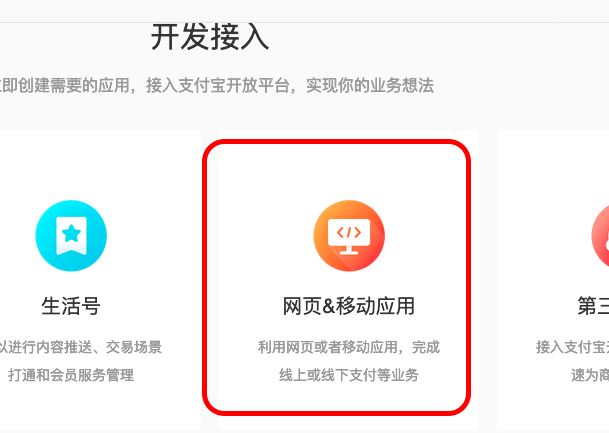 开发接入
即创建需要的应用，接入支付宝开放平台，实现你的业务想法
生活号
以进行内容推送、交易场景
打通和会员服务管理
网页&移动应用
利用网页或者移动应用，完成
线上或线下支付等业务
第三
接入支付宝
速为商